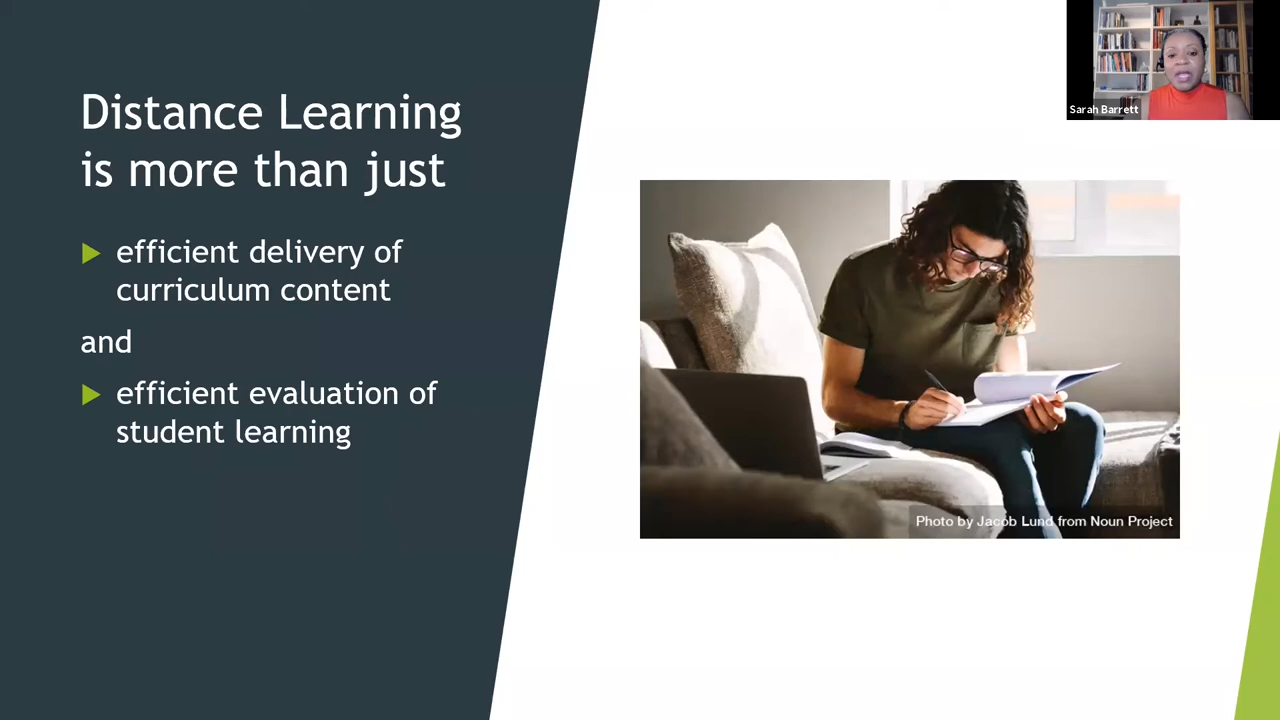 Distance Learning
is more than just
efficient delivery of
curriculum content
and
efficient evaluation of
student learning
Sarah Barrett
Photo by Jacob Lund from Noun Project